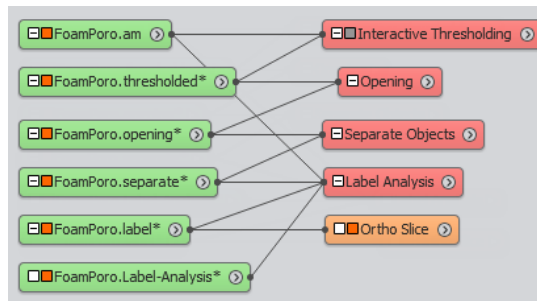 FoamPoro.am
Interactive Thresholding
FoamPoro.thresholded*
Opening
FoamPoro.opening*
Separate Objects
FoamPoro.separate*
Label Analysis
FoamPoro.label*
Ortho Slice
FoamPoro.Label-Analysis*